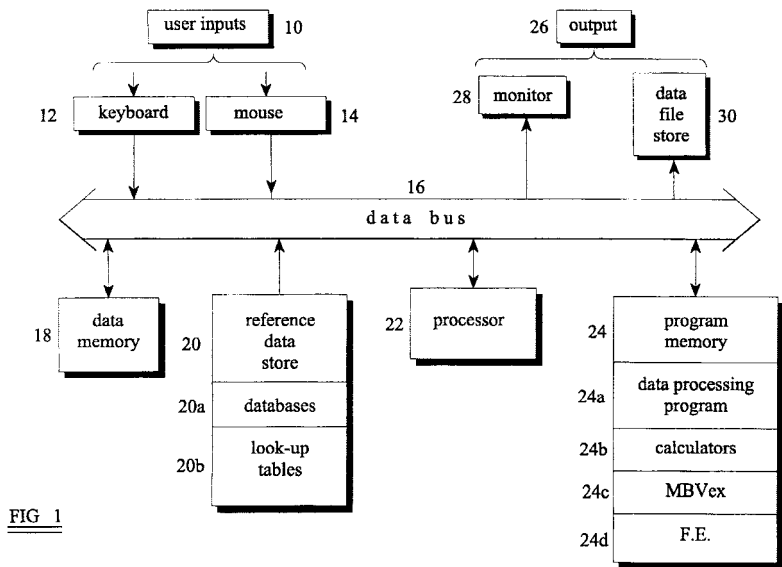 user inputs 10
26 output
12 keyboard
mouse 14
28 monitor
data
file
store
30
16
data bus
18 data
memory
20 reference
data
store
20a databases
20b look-up
tables
22 processor
24 program
memory
24a data processing
program
24b calculators
24c MBVex
24d F.E.
FIG 1